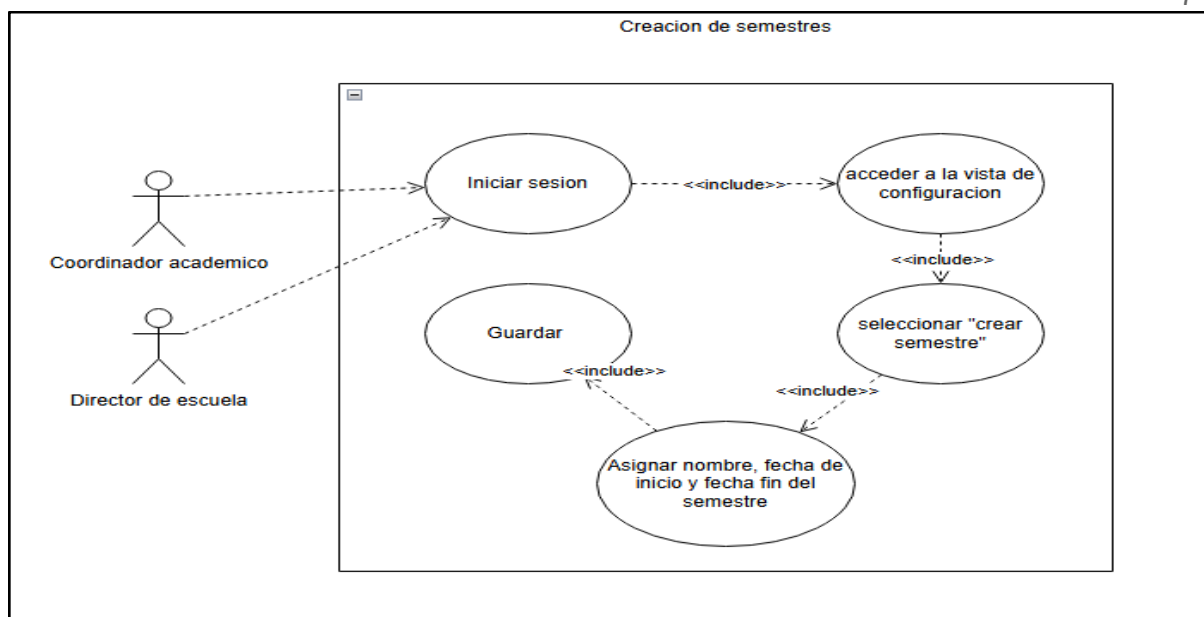 Creacion de semestres
Iniciar sesion
<<include>>
acceder a la vista de
configuracion
<<include>>
Coordinador academico
Guardar
<<include>>
seleccionar "crear
semestre"
<<include>>
Director de escuela
Asignar nombre, fecha de
inicio y fecha fin del
semestre